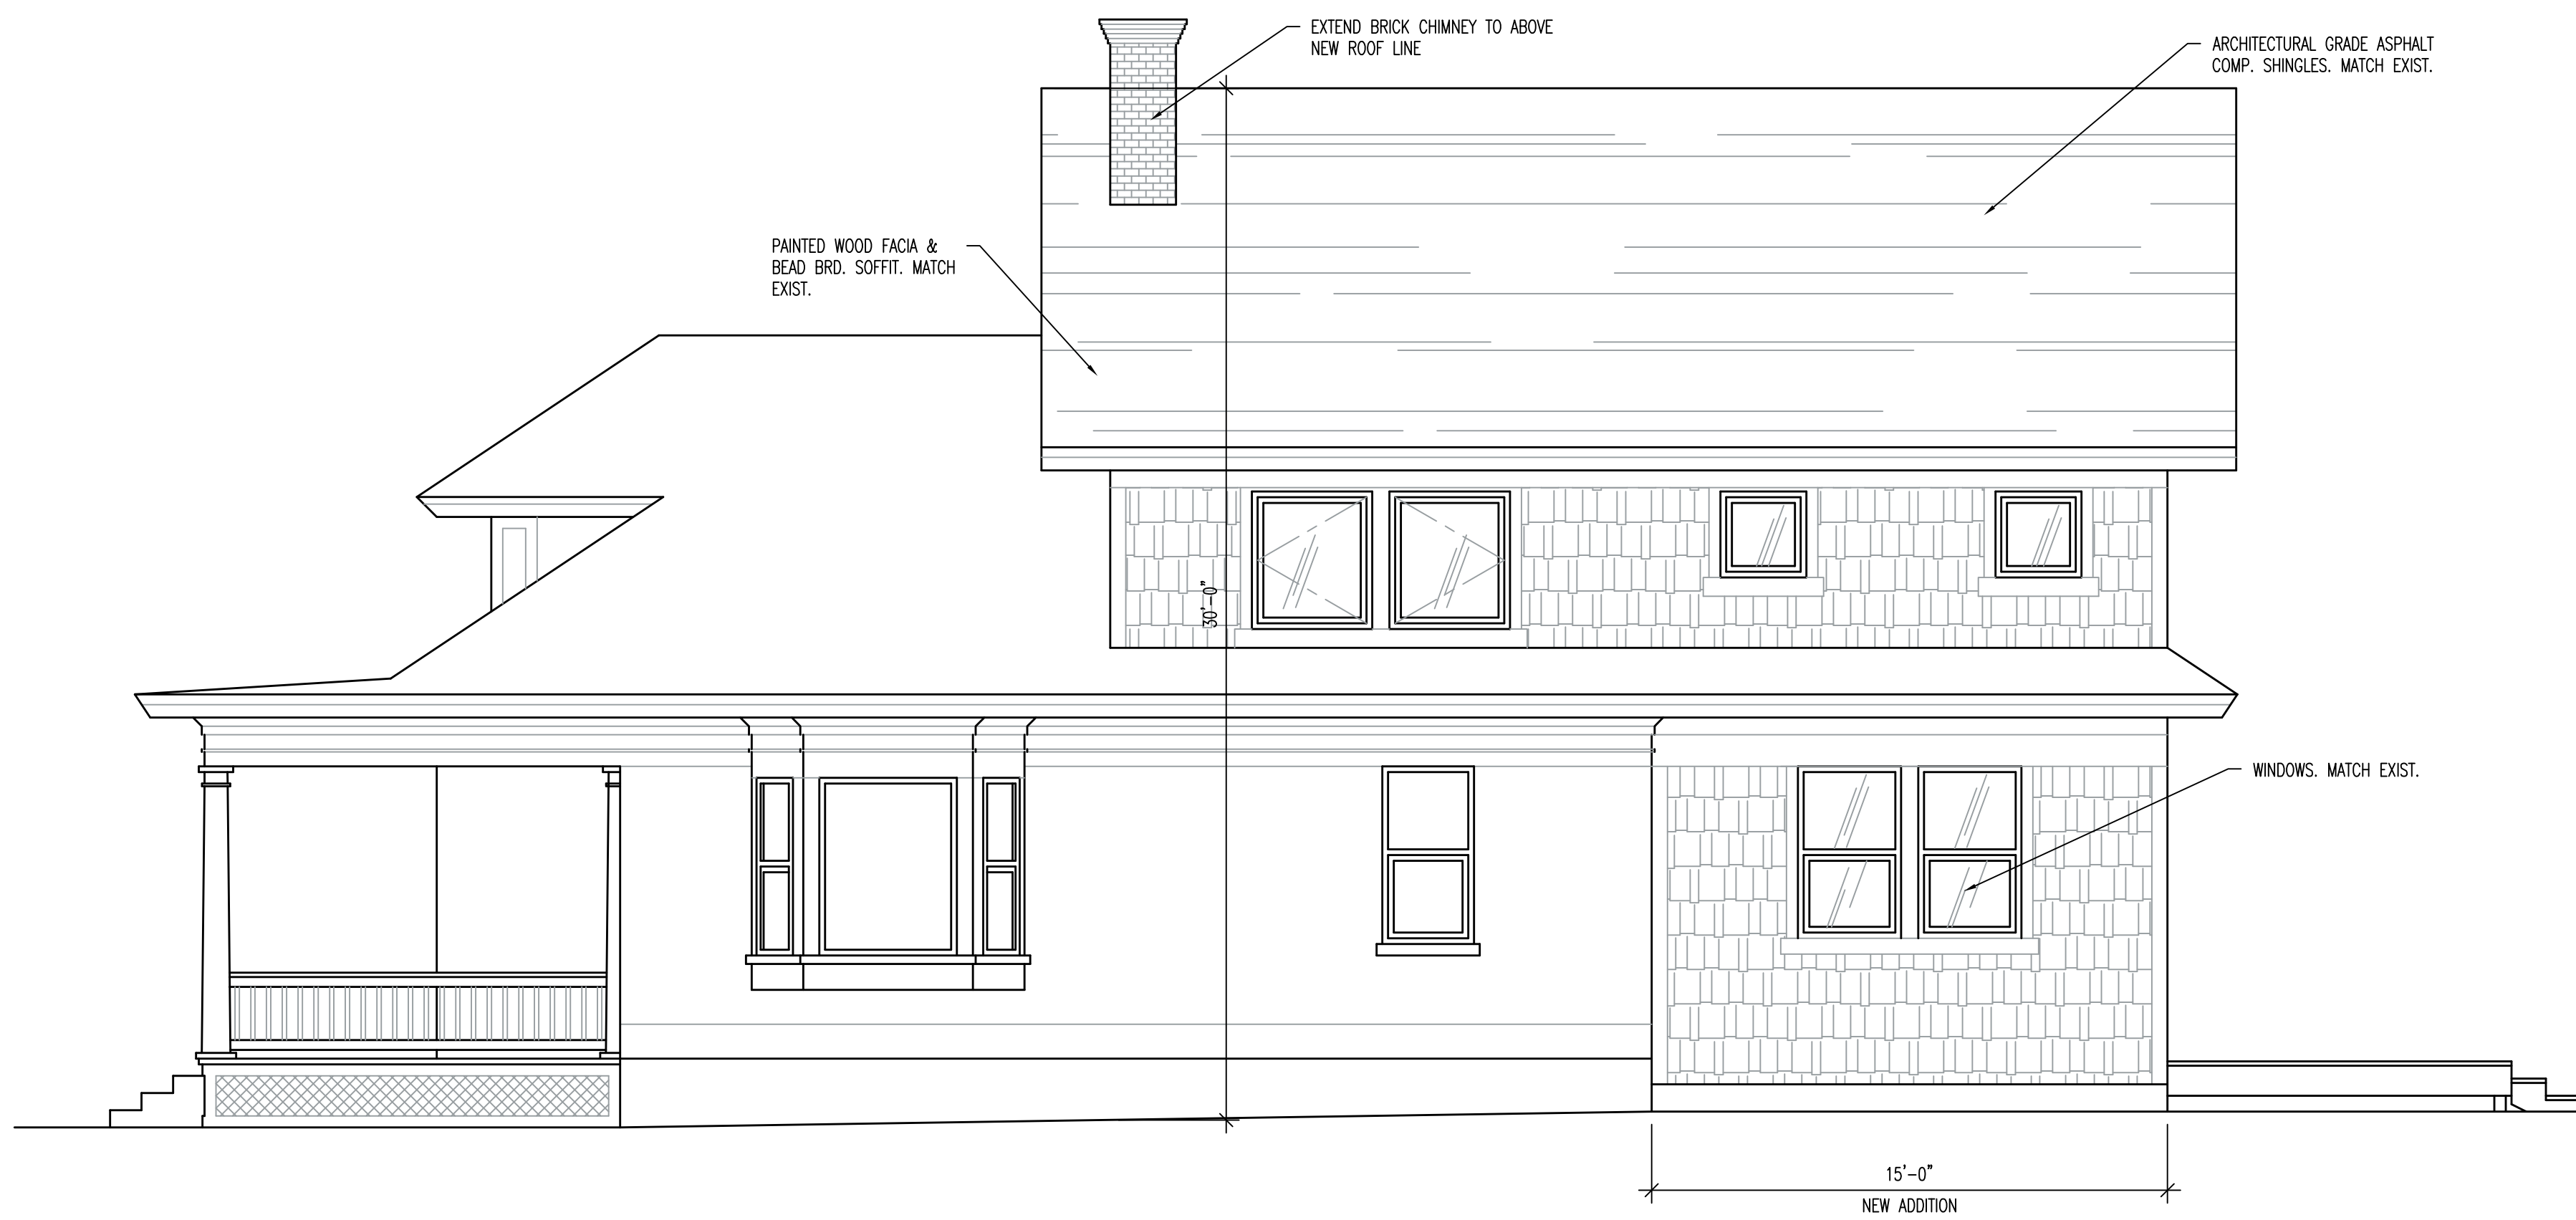 EXTEND BRICK CHIMNEY TO ABOVE
NEW ROOF LINE
ARCHITECTURAL GRADE ASPHALT
COMP. SHINGLES. MATCH EXIST.
PAINTED WOOD FACIA &
BEAD BRD. SOFFIT. MATCH
EXIST.
30'-0"
WINDOWS. MATCH EXIST.
15'-0"
NEW ADDITION